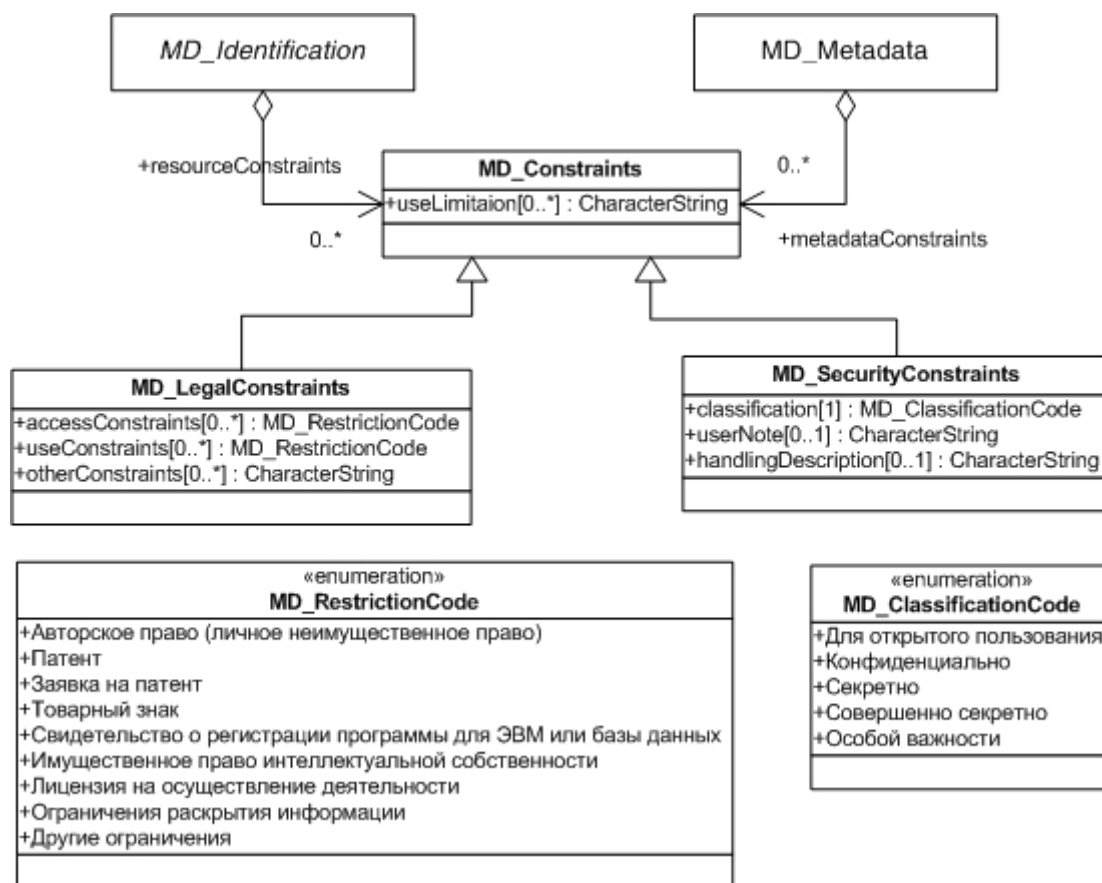 MD_Identification
MD_Metadata
+resourceConstraints
0..*
MD_Constraints
+useLimitaion[0..*] : CharacterString
0..*
+metadataConstraints
MD_LegalConstraints
+accessConstraints[0..*] : MD_RestrictionCode
+useConstraints[0..*] : MD_RestrictionCode
+otherConstraints[0..*] : CharacterString
MD_SecurityConstraints
+classification[1] : MD_ClassificationCode
+userNote[0..1] : CharacterString
+handlingDescription[0..1] : CharacterString
«enumeration»
MD_RestrictionCode
+Авторское право (личное неимущественное право)
+Патент
+Заявка на патент
+Товарный знак
+Свидетельство о регистрации программы для ЭВМ или базы данных
+Имущественное право интеллектуальной собственности
+Лицензия на осуществление деятельности
+Ограничения раскрытия информации
+Другие ограничения
«enumeration»
MD_ClassificationCode
+Для открытого пользования
+Конфиденциально
+Секретно
+Совершенно секретно
+Особой важности